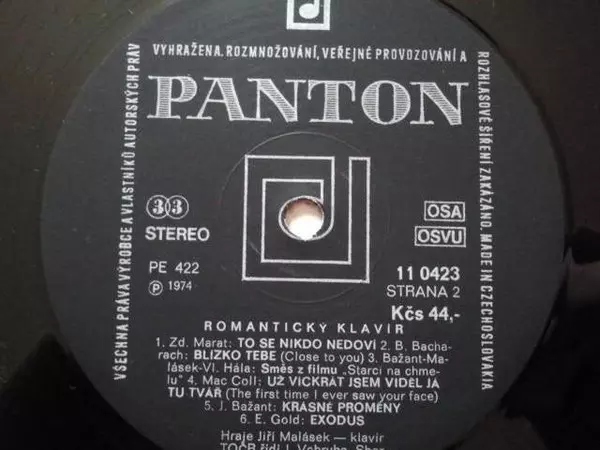 VŠECHNA PRÁVA VÝROBCE A VLASTNÍKŮ AUTORSKÝCH PRÁV
VYHRAŽENA. ROZMNOŽOVÁNÍ, VEŘEJNÉ PROVOZOVÁNÍ A
ROZHLASOVÉ ŠÍŘENÍ ZAKÁZÁNO. MADE IN CZECHOSLOVAKIA
PANTON
33
STEREO
OSA
OSVU
PE 422
11 0423
Ⓟ 1974
STRANA 2
Kčs 44,-
ROMANTICKÝ KLAVÍR
1. Zd. Marat: TO SE NIKDO NEDOVÍ 2. B. Bacha-
rach: BLÍZKO TEBE (Close to you) 3. Bažant-Ma-
lásek-Vl. Hála: Směs z filmu „Starci na chme-
lu" 4. Mac Coll: UŽ VÍCKRÁT JSEM VIDĚL JÁ
TU TVÁŘ (The first time I ever saw your face)
5. J. Bažant: KRÁSNÉ PROMĚNY
6. E. Gold: EXODUS
Hraje Jiří Malásek — klavír
TOČR řídí J. Vobruba, Sbor